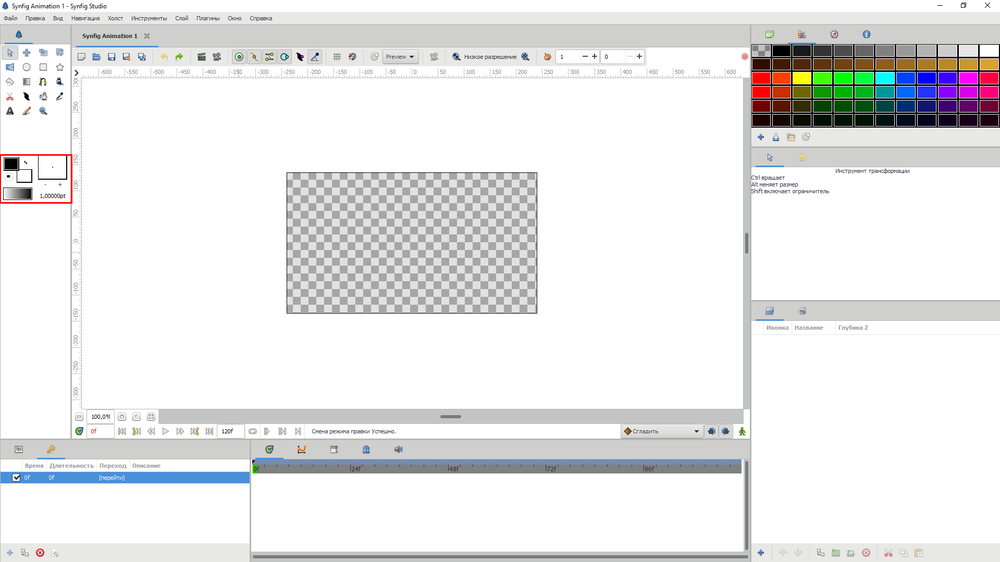 Synfig Animation 1 - Synfig Studio
Файл Правка Вид Навигация Холст Инструменты Слой Плагины Окно Справка
Synfig Animation 1
Preview Низкое разрешение 1 0
-600 -550 -500 -450 -400 -350 -300 -250 -200 -150 -100 -50 0 50 100 150 200 250 300 350 400 450 500 550 600
300
250
200
150
100
50
0
-50
-100
-150
-200
-250
-300
- +
1,00000pt
Инструмент трансформации
Ctrl вращает
Alt меняет размер
Shift включает ограничитель
Иконка Название Глубина Z
100,0%
0f 120f Смена режима правки Успешно. Сгладить
Время Длительность Переход Описание
0f 0f (перейти)
0f 24f 48f 72f 96f